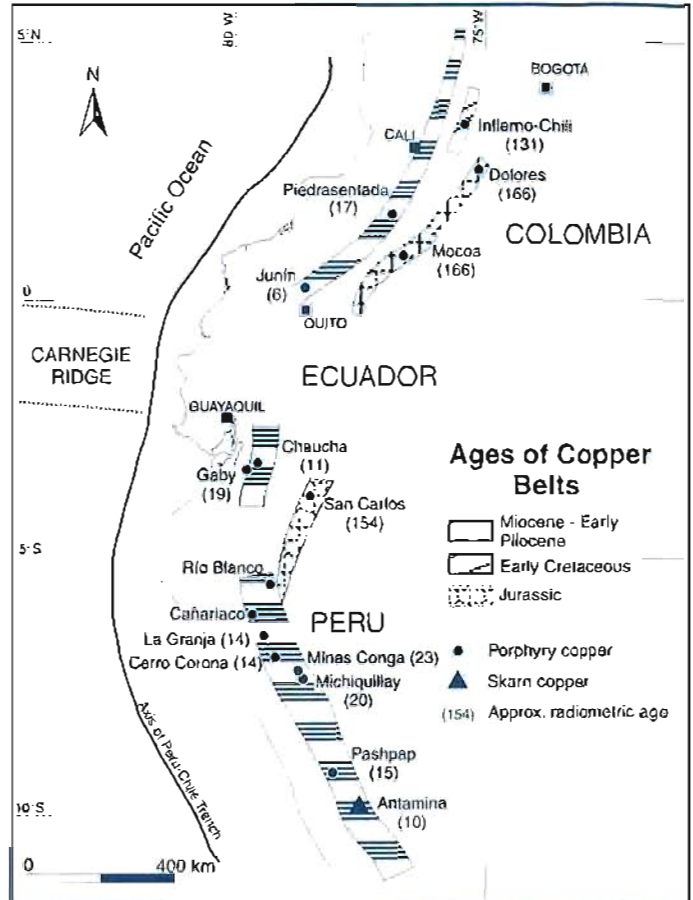 5°N
80°W
75°W
N
BOGOTA
CALI
Infierno-Chili
(131)
Dolores
(166)
Piedrasentada
(17)
Pacific Ocean
COLOMBIA
Mocoa
(166)
Junín
(6)
0
QUITO
CARNEGIE
RIDGE
ECUADOR
GUAYAQUIL
Chaucha
(11)
Gaby
(19)
San Carlos
(154)
Ages of Copper
Belts
Miocene - Early
Pliocene
Early Cretaceous
Jurassic
5°S
Río Blanco
Cañariaco
PERU
La Granja (14)
Cerro Corona (14)
Minas Conga (23)
Michiquillay
(20)
Porphyry copper
Skarn copper
(154) Approx. radiometric age
Axis of Peru-Chile Trench
Pashpap
(15)
Antamina
(10)
10°S
0 400 km